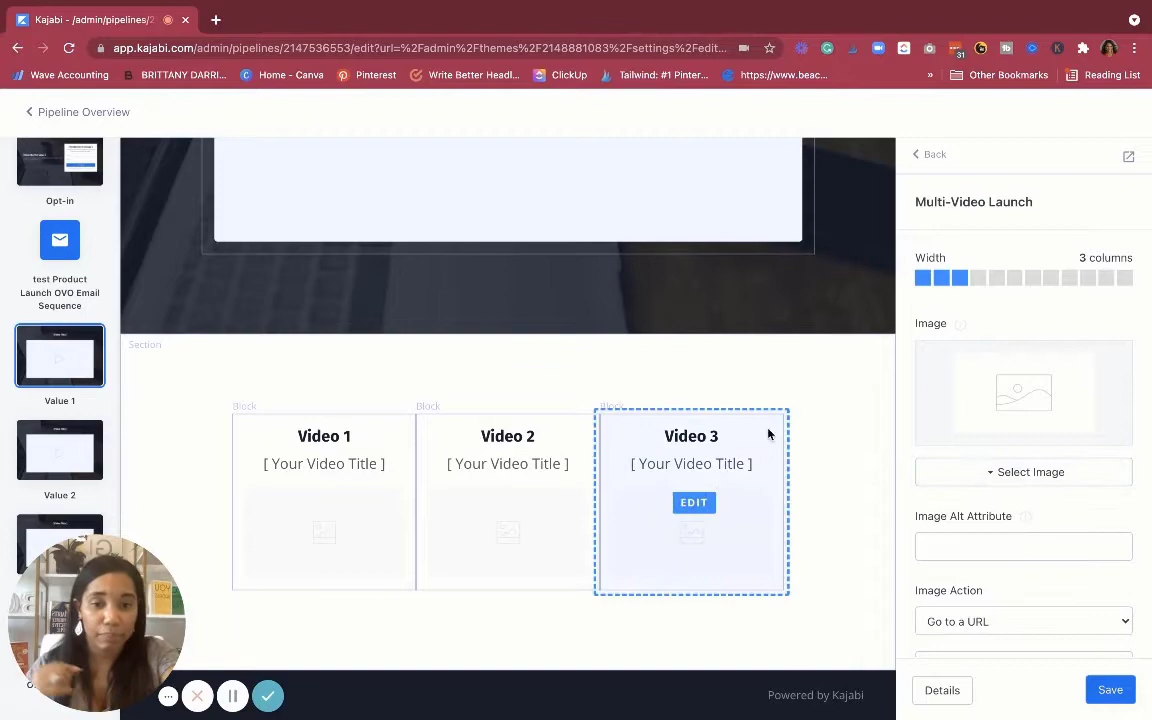 Kajabi - /admin/pipelines/2
app.kajabi.com/admin/pipelines/2147536553/edit?url=%2Fadmin%2Fthemes%2F2148881083%2Fsettings%2Fedit...
31
Wave Accounting
BRITTANY DARRI...
Home - Canva
Pinterest
Write Better Headl...
ClickUp
Tailwind: #1 Pinter...
https://www.beac...
»
Other Bookmarks
Reading List
Pipeline Overview
Opt-in
test Product
Launch OVO Email
Sequence
Value 1
Value 2
Section
Block
Block
Block
Video 1
[ Your Video Title ]
Video 2
[ Your Video Title ]
Video 3
[ Your Video Title ]
EDIT
Powered by Kajabi
Back
Multi-Video Launch
Width
3 columns
Image
Select Image
Image Alt Attribute
Image Action
Go to a URL
Details
Save